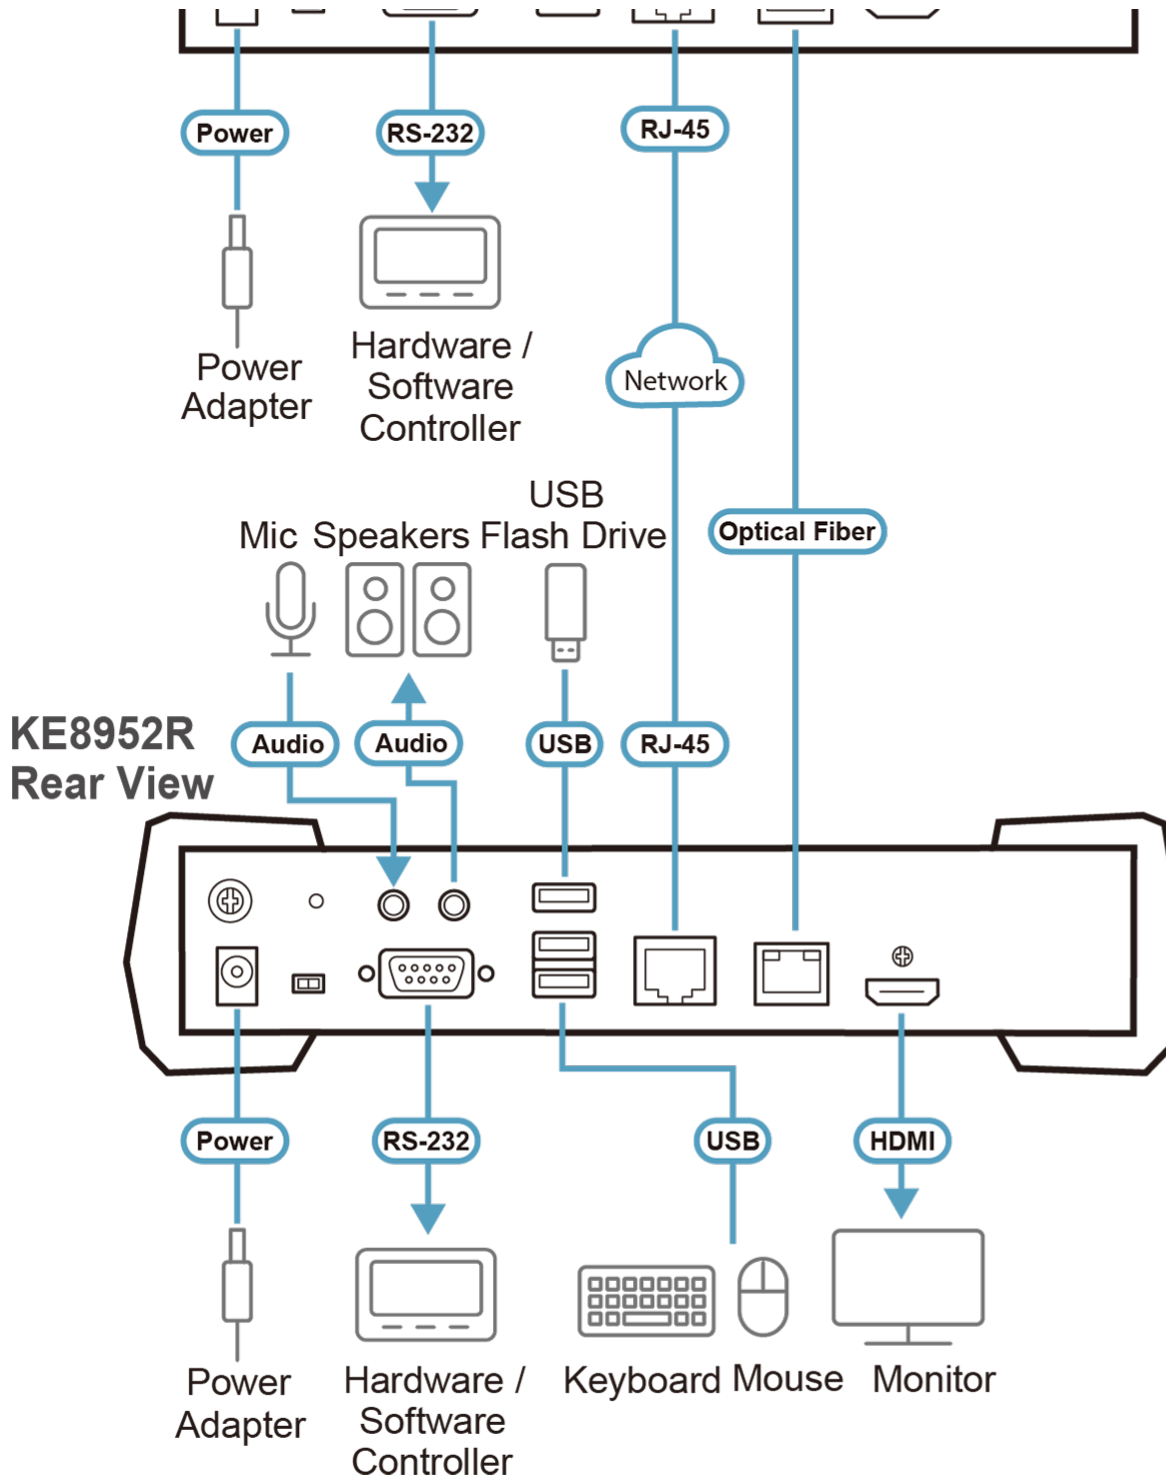 Power
RS-232
RJ-45
Power
Adapter
Hardware /
Software
Controller
Network
Optical Fiber
Mic
Speakers
USB
Flash Drive
KE8952R
Rear View
Audio
Audio
USB
RJ-45
Power
RS-232
USB
HDMI
Power
Adapter
Hardware /
Software
Controller
Keyboard
Mouse
Monitor